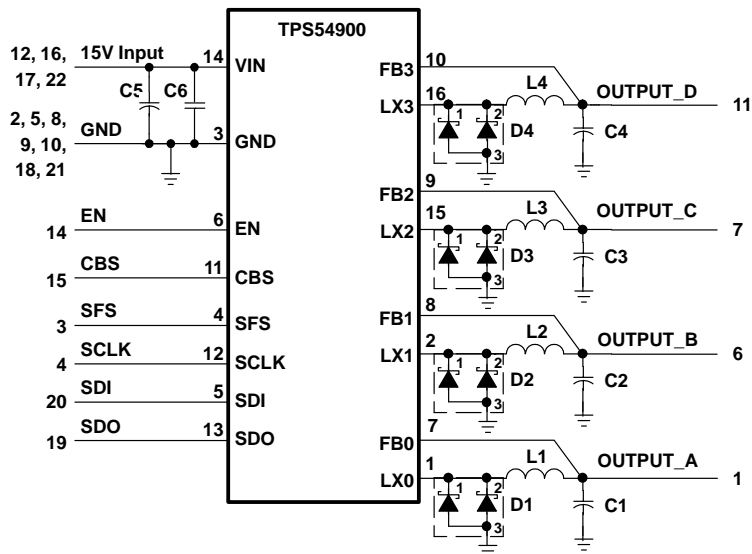 TPS54900
12, 16,
17, 22
15V Input
14
VIN
C5
C6
2, 5, 8,
9, 10,
18, 21
GND
3
GND
14
EN
6
EN
15
CBS
11
CBS
3
SFS
4
SFS
4
SCLK
12
SCLK
20
SDI
5
SDI
19
SDO
13
SDO
FB3
10
LX3
16
1
2
3
D4
L4
OUTPUT_D
11
C4
FB2
9
LX2
15
1
2
3
D3
L3
OUTPUT_C
7
C3
FB1
8
LX1
2
1
2
3
D2
L2
OUTPUT_B
6
C2
FB0
7
LX0
1
1
2
3
D1
L1
OUTPUT_A
1
C1